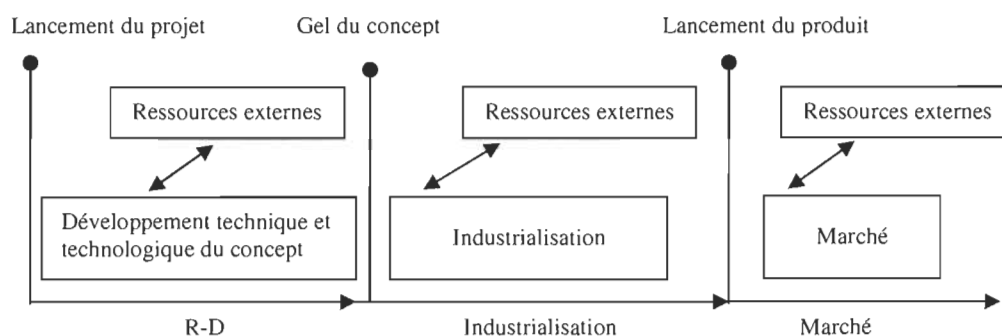 Lancement du projet
Gel du concept
Lancement du produit
Ressources externes
Ressources externes
Ressources externes
Développement technique et
technologique du concept
Industrialisation
Marché
R-D
Industrialisation
Marché